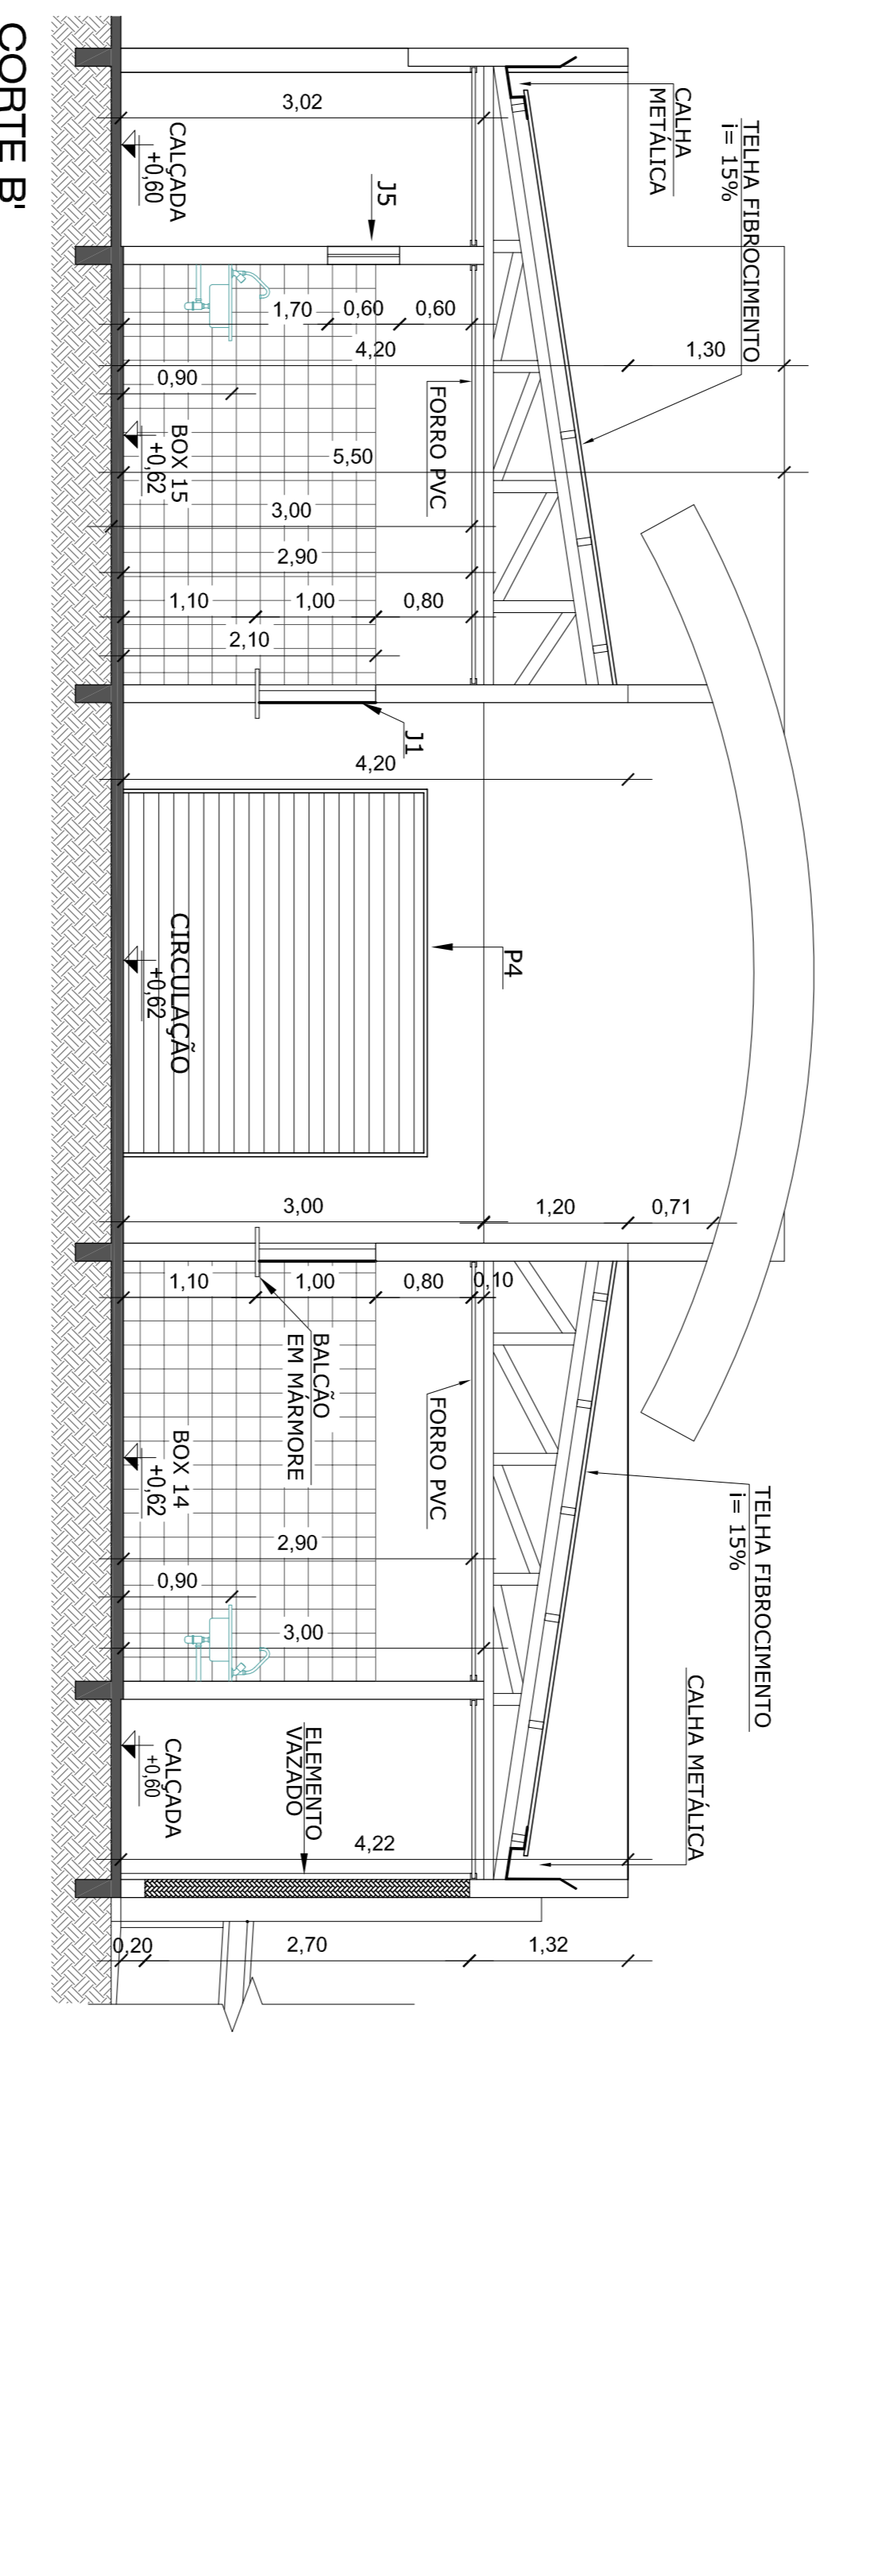 CORTE B'
CALHA
METÁLICA
TELHA FIBROCIMENTO
i= 15%
3,02
CALÇADA
+0,60
J5
1,70
0,60
0,60
4,20
1,30
0,90
FORRO PVC
BOX 15
+0,62
5,50
3,00
2,90
1,10
1,00
0,80
2,10
J1
4,20
P4
CIRCULAÇÃO
+0,62
3,00
1,20
0,71
1,10
1,00
0,80
0,10
BALCÃO
EM MÁRMORE
FORRO PVC
BOX 14
+0,62
TELHA FIBROCIMENTO
i= 15%
2,90
0,90
3,00
CALHA METÁLICA
ELEMENTO
VAZADO
CALÇADA
+0,60
4,22
0,20
2,70
1,32